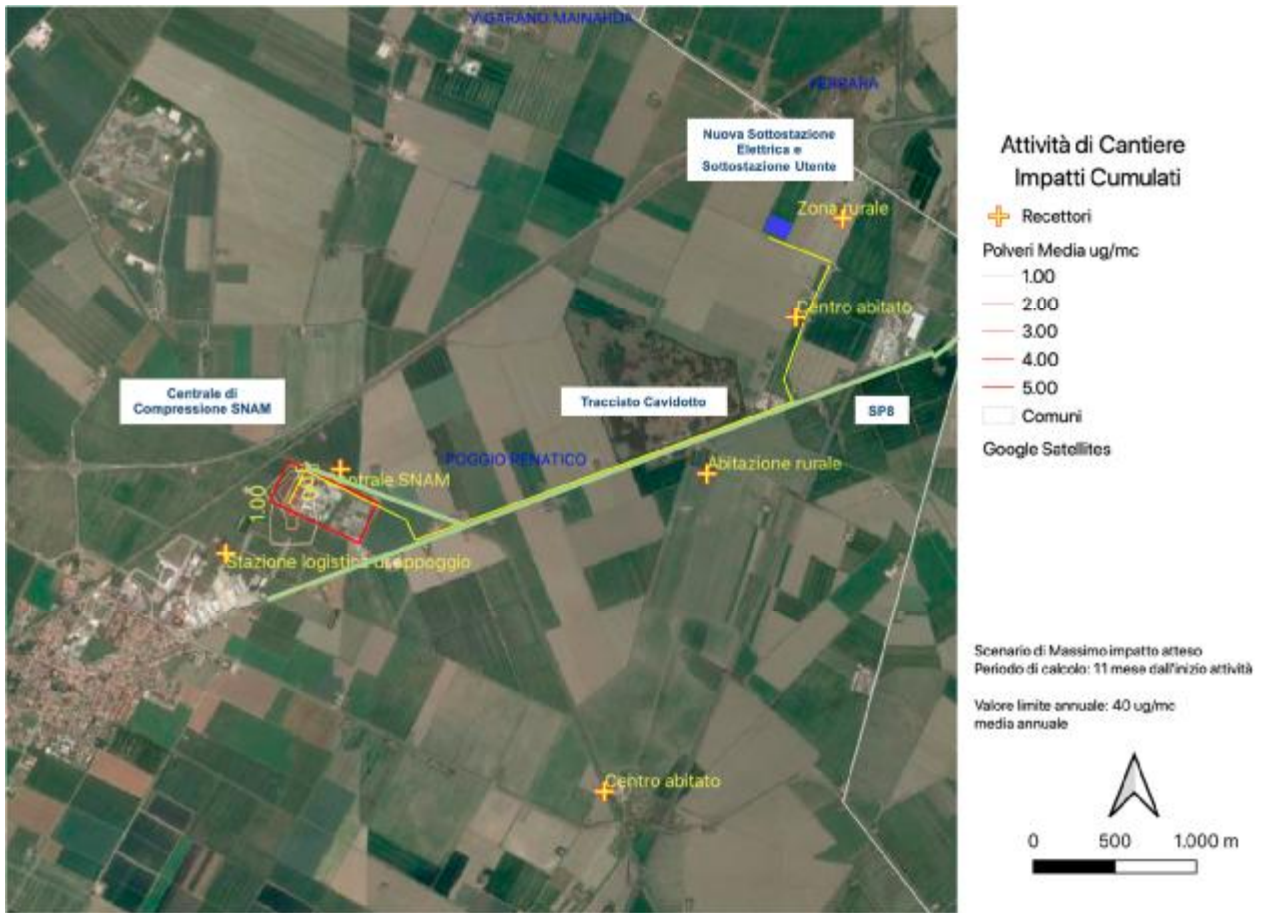 VIGARANO MAINARDA
FERRARA
Nuova Sottostazione
Elettrica e
Sottostazione Utente
Zona rurale
Centro abitato
Centrale di
Compressione SNAM
Tracciato Cavidotto
SP8
POGGIO RENATICO
Abitazione rurale
Centrale SNAM
1.00
1.00
Stazione logistica di appoggio
Centro abitato
Attività di Cantiere
Impatti Cumulati
Recettori
Polveri Media ug/mc
1.00
2.00
3.00
4.00
5.00
Comuni
Google Satellites
Scenario di Massimo impatto atteso
Periodo di calcolo: 11 mese dall'inizio attività
Valore limite annuale: 40 ug/mc
media annuale
0 500 1.000 m